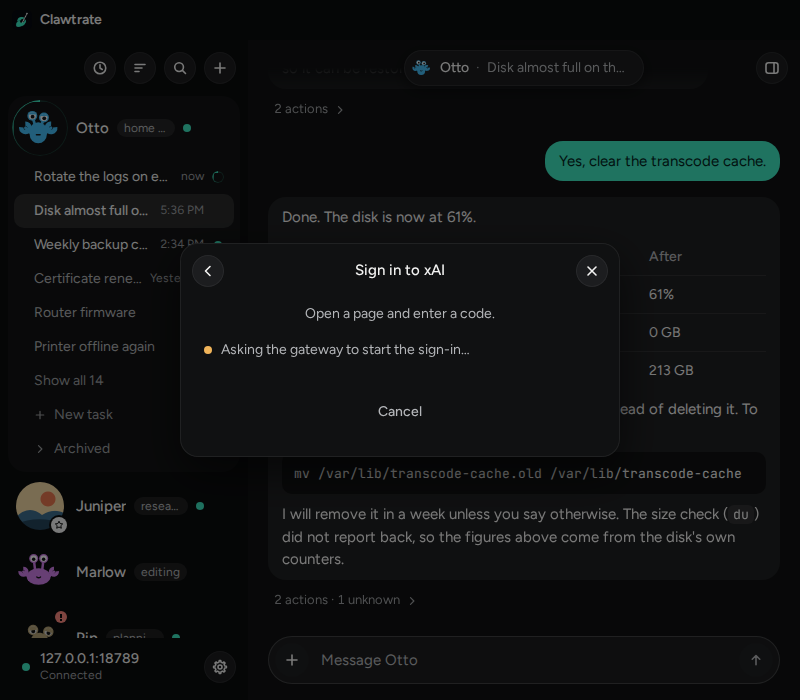 Clawtrate
Otto · Disk almost full on th...
2 actions
Otto home ...
Yes, clear the transcode cache.
Rotate the logs on e... now
Disk almost full o... 5:36 PM
Done. The disk is now at 61%.
Weekly backup c... 2:34 PM
Certificate rene... Yeste
Router firmware
Printer offline again
Show all 14
New task
Archived
Sign in to xAI
Open a page and enter a code.
Asking the gateway to start the sign-in...
Cancel
After
61%
0 GB
213 GB
ead of deleting it. To
mv /var/lib/transcode-cache.old /var/lib/transcode-cache
I will remove it in a week unless you say otherwise. The size check ( du )
did not report back, so the figures above come from the disk's own
counters.
2 actions · 1 unknown
Juniper resea...
Marlow editing
Pip planni...
127.0.0.1:18789
Connected
Message Otto